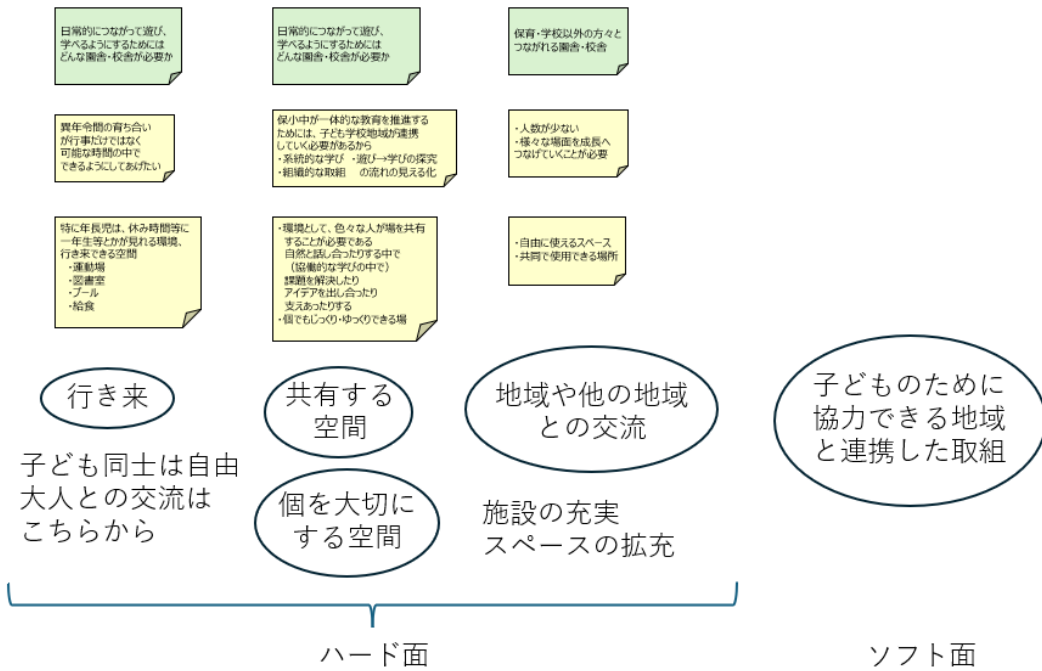 日常的につながって遊び、
学べるようにするためには
どんな園舎・校舎が必要か
日常的につながって遊び、
学べるようにするためには
どんな園舎・校舎が必要か
保育・学校以外の方々と
つながれる園舎・校舎
異年令間の育ち合い
が行事だけではなく
可能な時間の中で
できるようにしてあげたい
保小中が一体的な教育を推進する
ためには、子ども学校地域が連携
していく必要があるから
・系統的な学び ・遊び→学びの探究
・組織的な取組 の流れの見える化
・人数が少ない
・様々な場面を成長へ
つなげていくことが必要
特に年長児は、休み時間等に
一年生等とかが見れる環境、
行き来できる空間
・運動場
・図書室
・プール
・給食
・環境として、色々な人が場を共有
することが必要である
自然と話し合ったりする中で
(協働的な学びの中で)
課題を解決したり
アイデアを出し合ったり
支えあったりする
・個でもじっくり・ゆっくりできる場
・自由に使えるスペース
・共同で使用できる場所
行き来
子ども同士は自由
大人との交流は
こちらから
共有する
空間
個を大切に
する空間
地域や他の地域
との交流
施設の充実
スペースの拡充
子どものために
協力できる地域
と連携した取組
ハード面
ソフト面